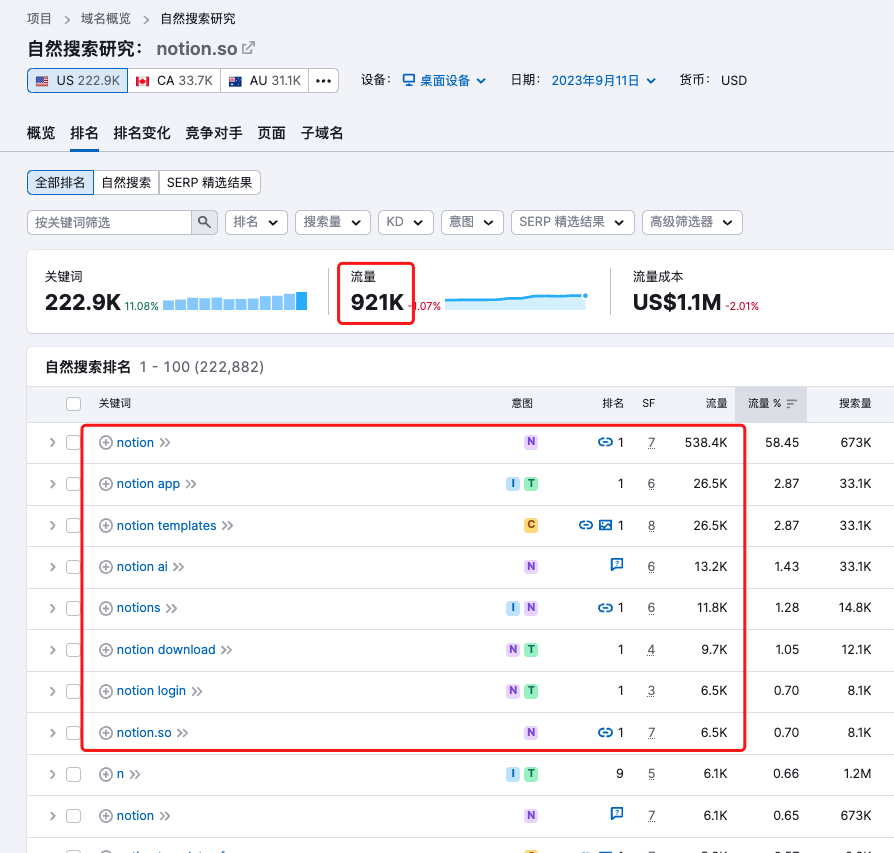 项目 > 域名概览 > 自然搜索研究
自然搜索研究： notion.so
US 222.9K CA 33.7K AU 31.1K ••• 设备： 桌面设备 日期： 2023年9月11日 货币： USD
概览 排名 排名变化 竞争对手 页面 子域名
全部排名 自然搜索 SERP 精选结果
按关键词筛选 排名 搜索量 KD 意图 SERP 精选结果 高级筛选器
关键词 流量 流量成本
222.9K 11.08% 921K -1.07% US$1.1M -2.01%
自然搜索排名 1 - 100 (222,882)
关键词 意图 排名 SF 流量 流量 % 搜索量
notion N 1 7 538.4K 58.45 673K
notion app I T 1 6 26.5K 2.87 33.1K
notion templates C 1 8 26.5K 2.87 33.1K
notion ai N 6 13.2K 1.43 33.1K
notions I N 1 6 11.8K 1.28 14.8K
notion download N T 1 4 9.7K 1.05 12.1K
notion login N T 1 3 6.5K 0.70 8.1K
notion.so N 1 7 6.5K 0.70 8.1K
n I T 9 5 6.1K 0.66 1.2M
notion N 7 6.1K 0.65 673K